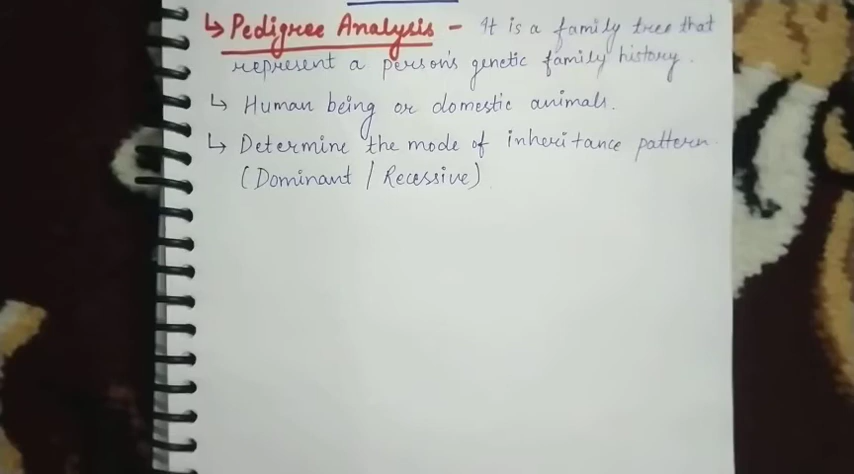 ↳ Pedigree Analysis - It is a family tree that
represent a person's genetic family history.
↳ Human being or domestic animals.
↳ Determine the mode of inheritance pattern.
(Dominant / Recessive)